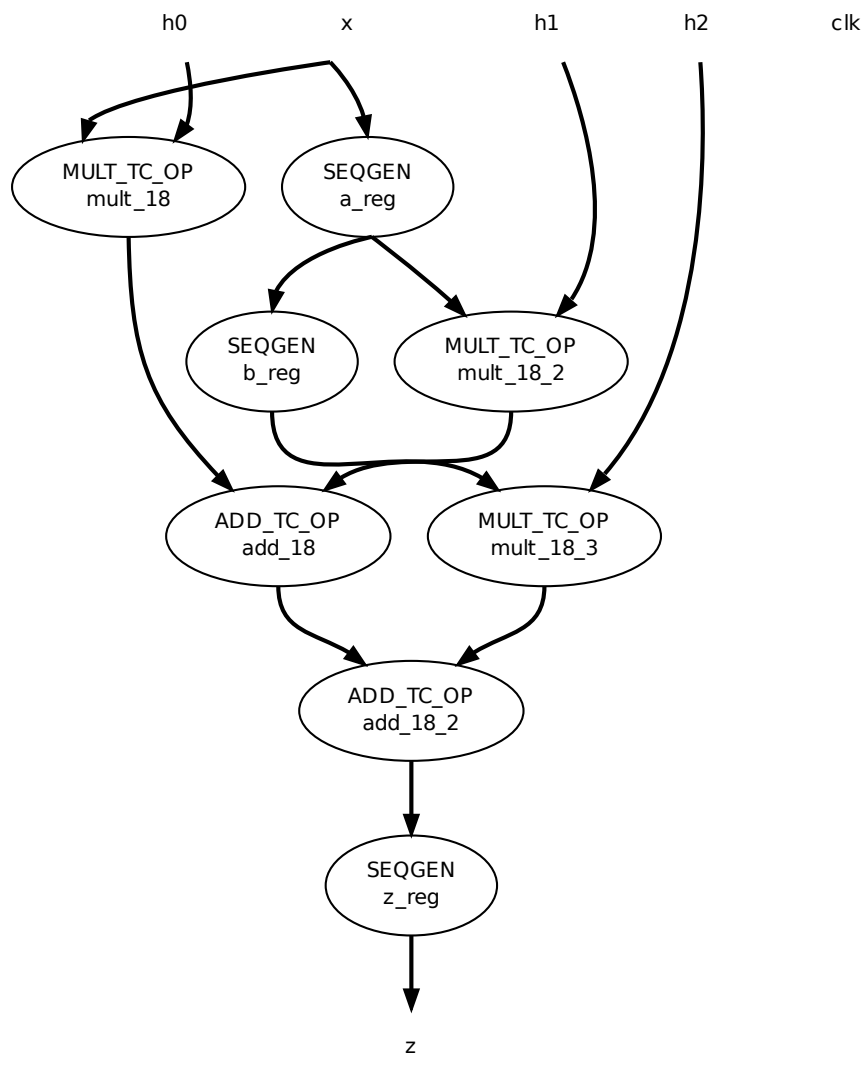 h0
x
h1
h2
clk
MULT_TC_OP
mult_18
SEQGEN
a_reg
SEQGEN
b_reg
MULT_TC_OP
mult_18_2
ADD_TC_OP
add_18
MULT_TC_OP
mult_18_3
ADD_TC_OP
add_18_2
SEQGEN
z_reg
z